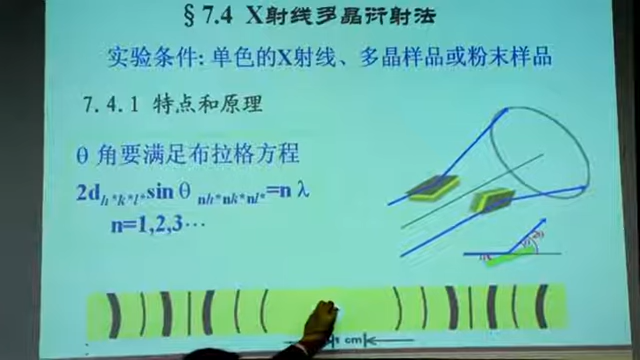 §7.4 X射线多晶衍射法
实验条件: 单色的X射线、多晶样品或粉末样品
7.4.1 特点和原理
θ 角要满足布拉格方程
2d h*k*l* sin θ nh*nk*nl* =n λ
n=1,2,3…
cm